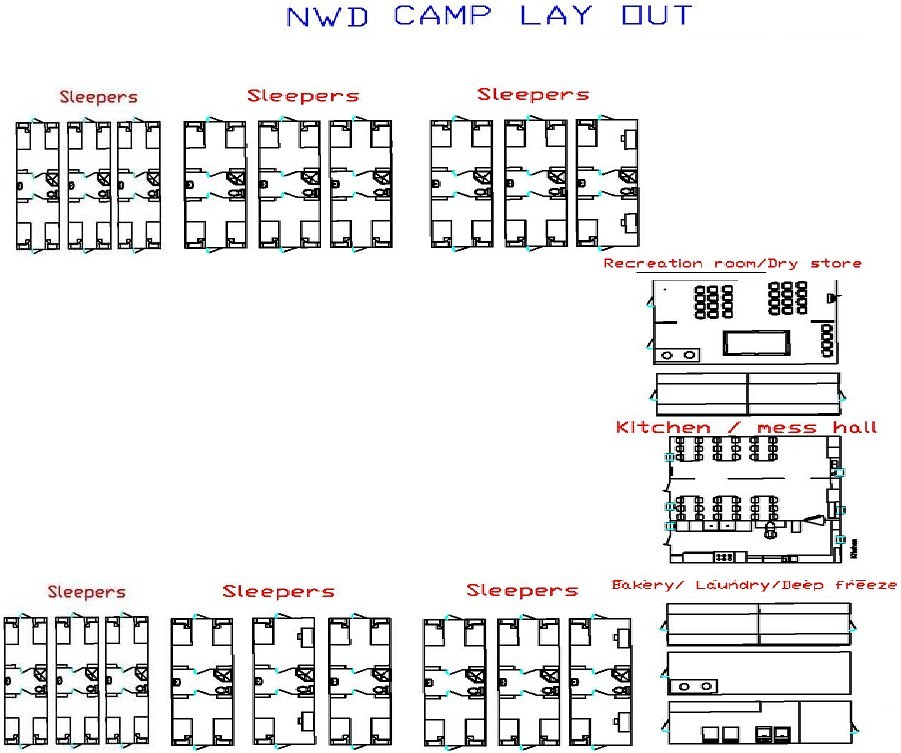 NWD CAMP LAY OUT
Sleepers
Sleepers
Sleepers
Recreation room/Dry store
Kitchen / mess hall
Kitchen
Sleepers
Sleepers
Sleepers
Bakery/ Laundry/Deep freeze